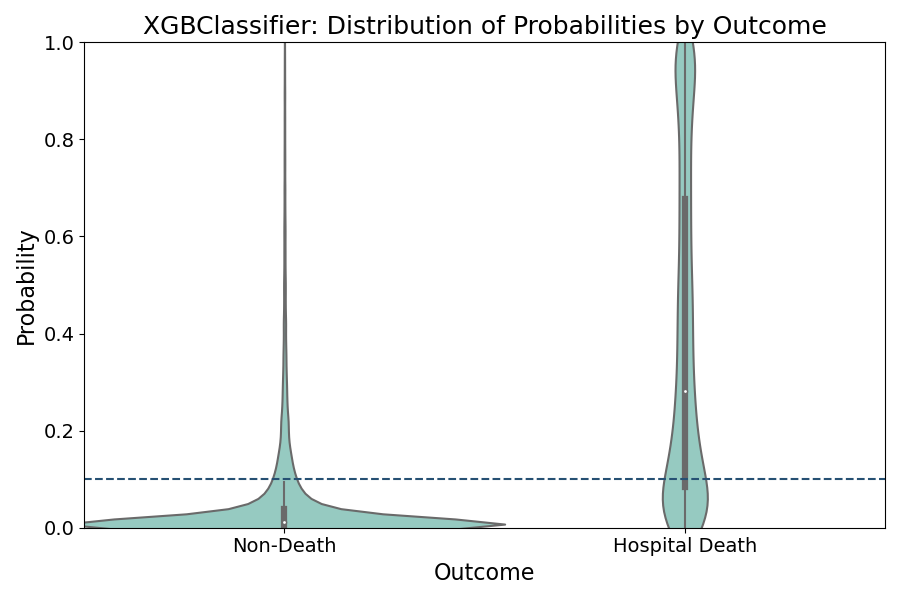 XGBClassifier: Distribution of Probabilities by Outcome
1.0
0.8
0.6
0.4
0.2
0.0
Probability
Non-Death
Hospital Death
Outcome